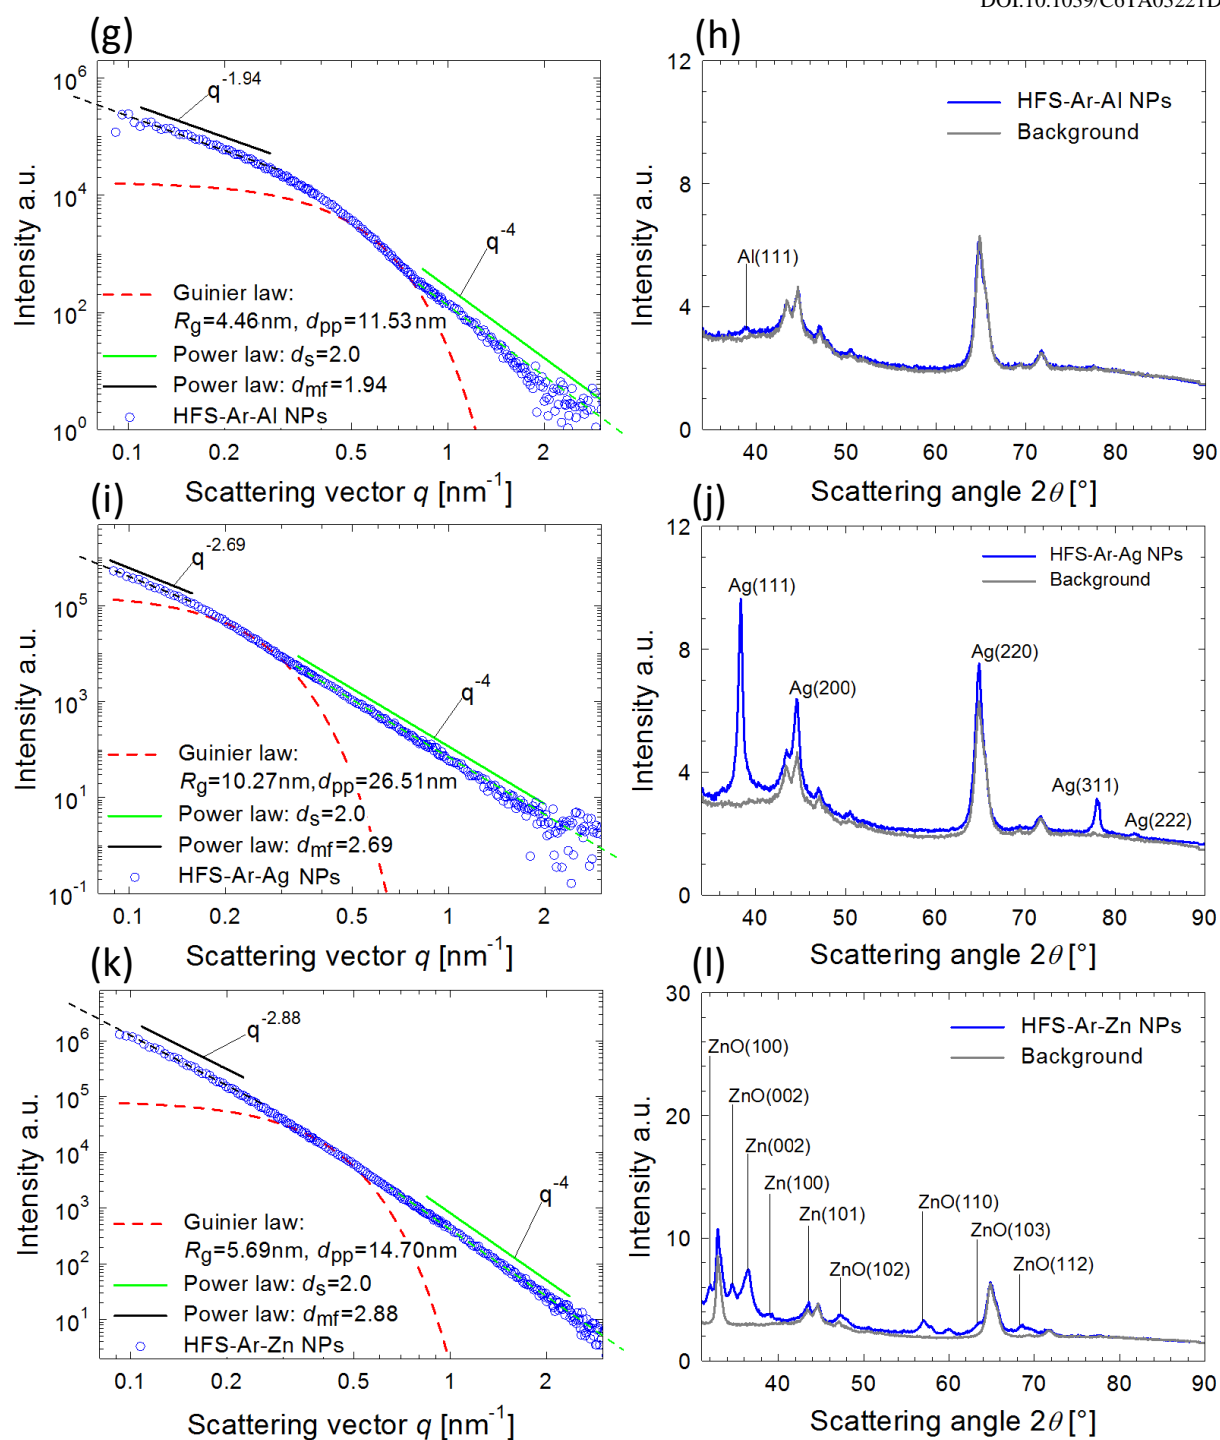 DOI:10.1039/C6TA03221D
(g)
10^6
10^4
10^2
10^0
Intensity a.u.
q^-1.94
q^-4
Guinier law:
Rg=4.46nm, dpp=11.53nm
Power law: ds=2.0
Power law: dmf=1.94
HFS-Ar-Al NPs
0.1 0.2 0.5 1 2
Scattering vector q [nm^-1]
(h)
12
8
4
0
Intensity a.u.
HFS-Ar-Al NPs
Background
Al(111)
40 50 60 70 80 90
Scattering angle 2θ [°]
(i)
10^5
10^3
10^1
10^-1
Intensity a.u.
q^-2.69
q^-4
Guinier law:
Rg=10.27nm, dpp=26.51nm
Power law: ds=2.0
Power law: dmf=2.69
HFS-Ar-Ag NPs
0.1 0.2 0.5 1 2
Scattering vector q [nm^-1]
(j)
12
8
4
0
Intensity a.u.
HFS-Ar-Ag NPs
Background
Ag(111)
Ag(200)
Ag(220)
Ag(311)
Ag(222)
40 50 60 70 80 90
Scattering angle 2θ [°]
(k)
10^6
10^5
10^4
10^3
10^2
10^1
Intensity a.u.
q^-2.88
q^-4
Guinier law:
Rg=5.69nm, dpp=14.70nm
Power law: ds=2.0
Power law: dmf=2.88
HFS-Ar-Zn NPs
0.1 0.2 0.5 1 2
Scattering vector q [nm^-1]
(l)
30
20
10
0
Intensity a.u.
HFS-Ar-Zn NPs
Background
ZnO(100)
ZnO(002)
Zn(002)
Zn(100)
Zn(101)
ZnO(102)
ZnO(110)
ZnO(103)
ZnO(112)
40 50 60 70 80 90
Scattering angle 2θ [°]